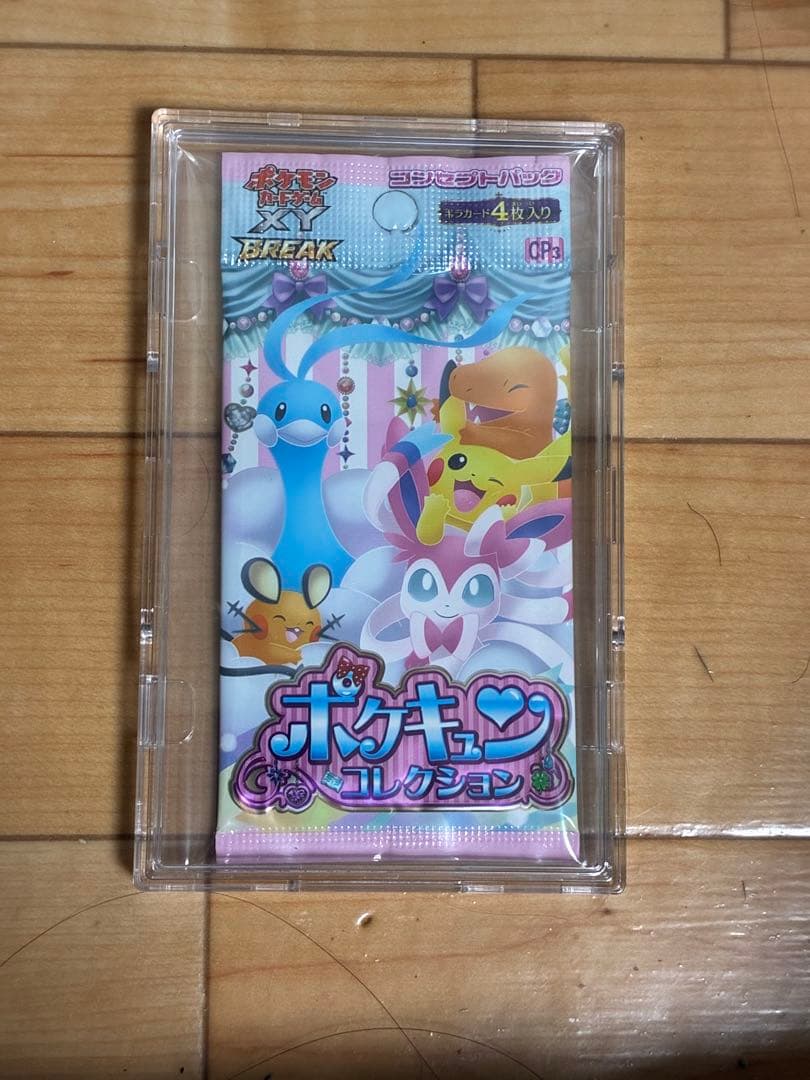 ポケモン
カードゲーム
XY
BREAK
コンセプトパック
キラカード4枚入り
CP3
ポケキュン
コレクション